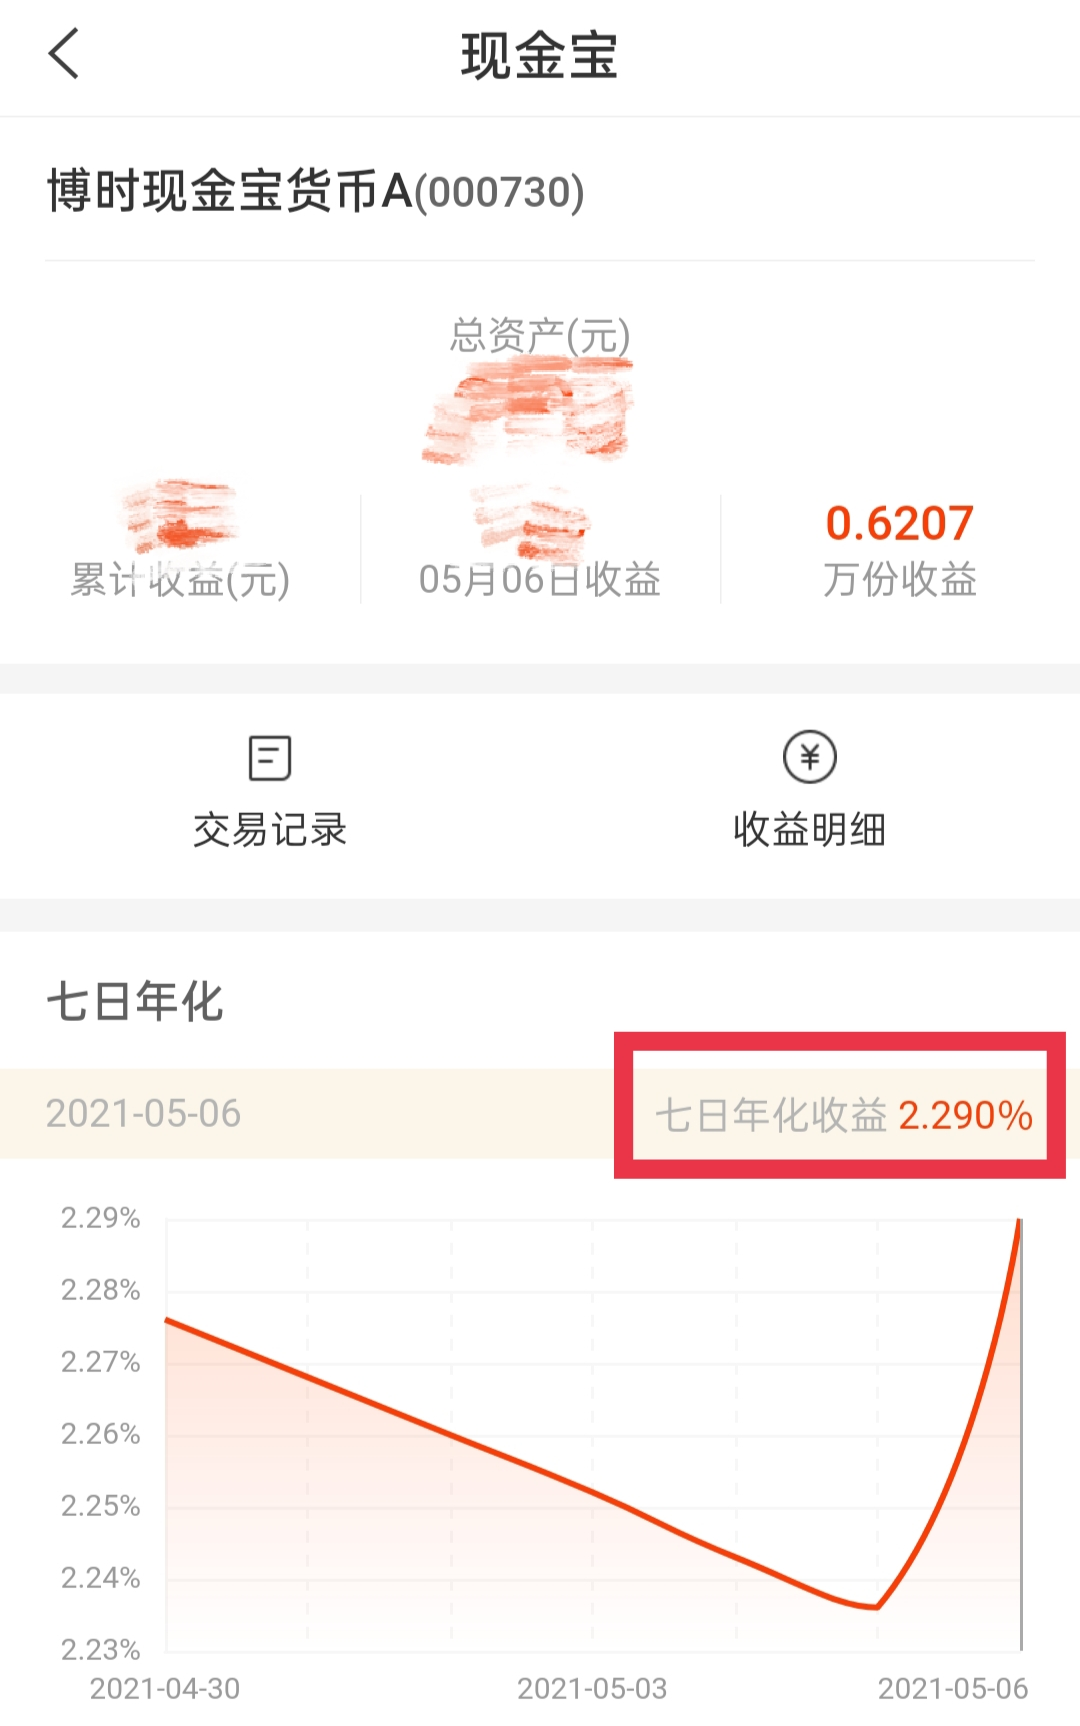 现金宝
博时现金宝货币A(000730)
总资产(元)
0.6207
累计收益(元)
05月06日收益
万份收益
交易记录
收益明细
七日年化
2021-05-06
七日年化收益 2.290%
2.29%
2.28%
2.27%
2.26%
2.25%
2.24%
2.23%
2021-04-30
2021-05-03
2021-05-06